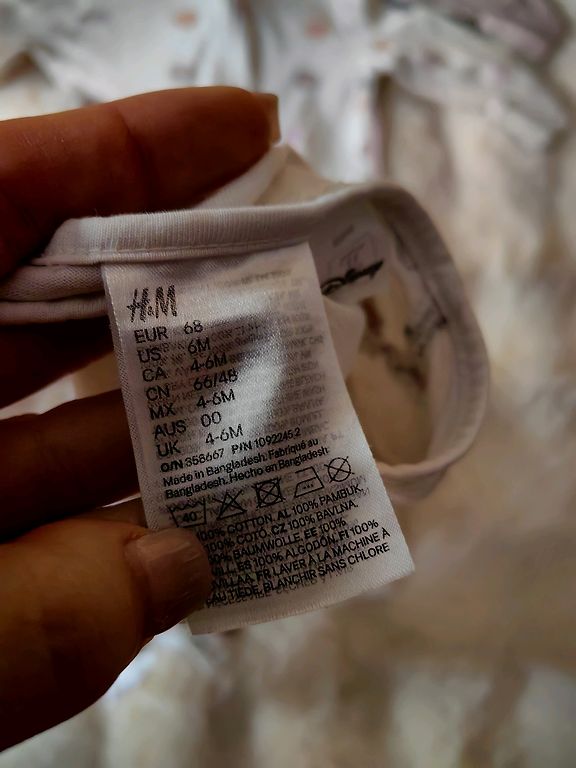 H&M
EUR 68
US 6M
CA 4-6M
CN 66/48
MX 4-6M
AUS 00
UK 4-6M
O/N 358667 P/N 1092245.2
Made in Bangladesh. Fabriqué au
Bangladesh. Hecho en Bangladesh
40
100% COTTON, AL 100% PAMBUK,
100% COTÓ, CZ 100% BAVLNA,
BAUMWOLLE, EE 100%
ES 100% ALGODÓN, FI 100%
FR LAVER À LA MACHINE À
EAU TIÈDE, BLANCHIR SANS CHLORE
Disney